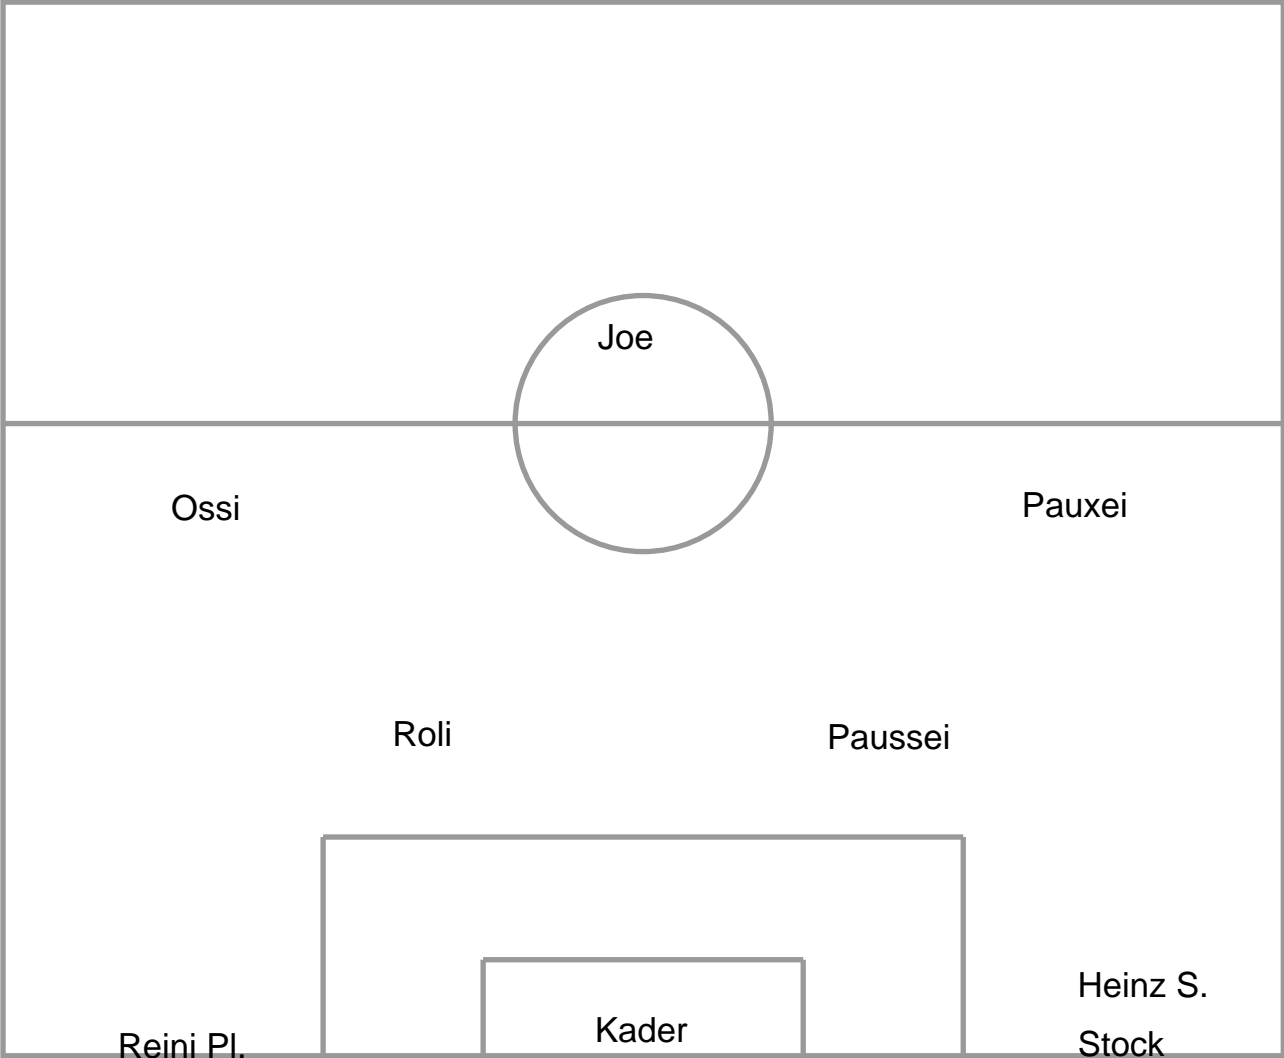 Joe
Ossi
Pauxei
Roli
Paussei
Heinz S.
Kader
Reini Pl.
Stock